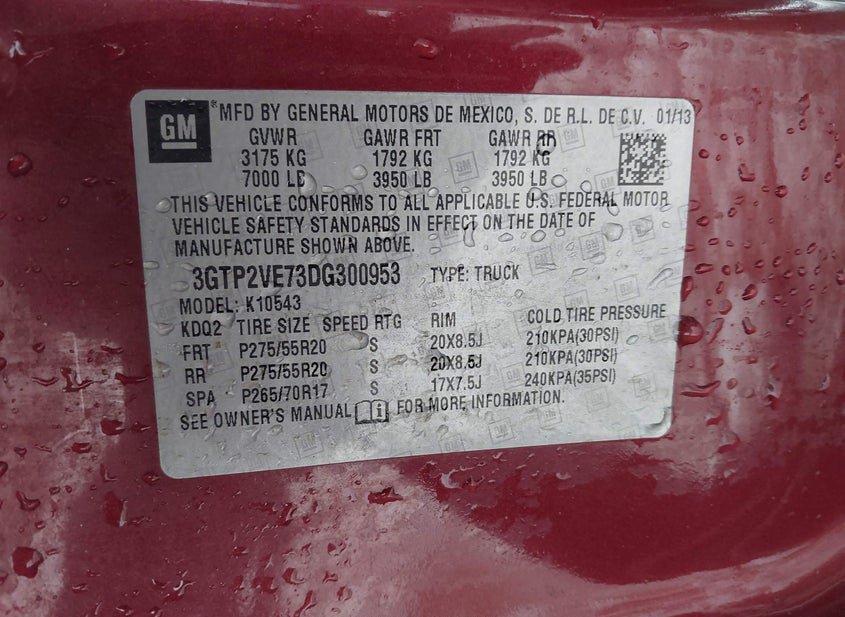 GM
MFD BY GENERAL MOTORS DE MEXICO, S. DE R.L. DE C.V. 01/13
GVWR GAWR FRT GAWR RR
3175 KG 1792 KG 1792 KG
7000 LB 3950 LB 3950 LB
THIS VEHICLE CONFORMS TO ALL APPLICABLE U.S. FEDERAL MOTOR
VEHICLE SAFETY STANDARDS IN EFFECT ON THE DATE OF
MANUFACTURE SHOWN ABOVE.
3GTP2VE73DG300953 TYPE: TRUCK
MODEL: K10543
KDQ2 TIRE SIZE SPEED RTG RIM COLD TIRE PRESSURE
FRT P275/55R20 S 20X8.5J 210KPA(30PSI)
RR P275/55R20 S 20X8.5J 210KPA(30PSI)
SPA P265/70R17 S 17X7.5J 240KPA(35PSI)
SEE OWNER'S MANUAL FOR MORE INFORMATION.